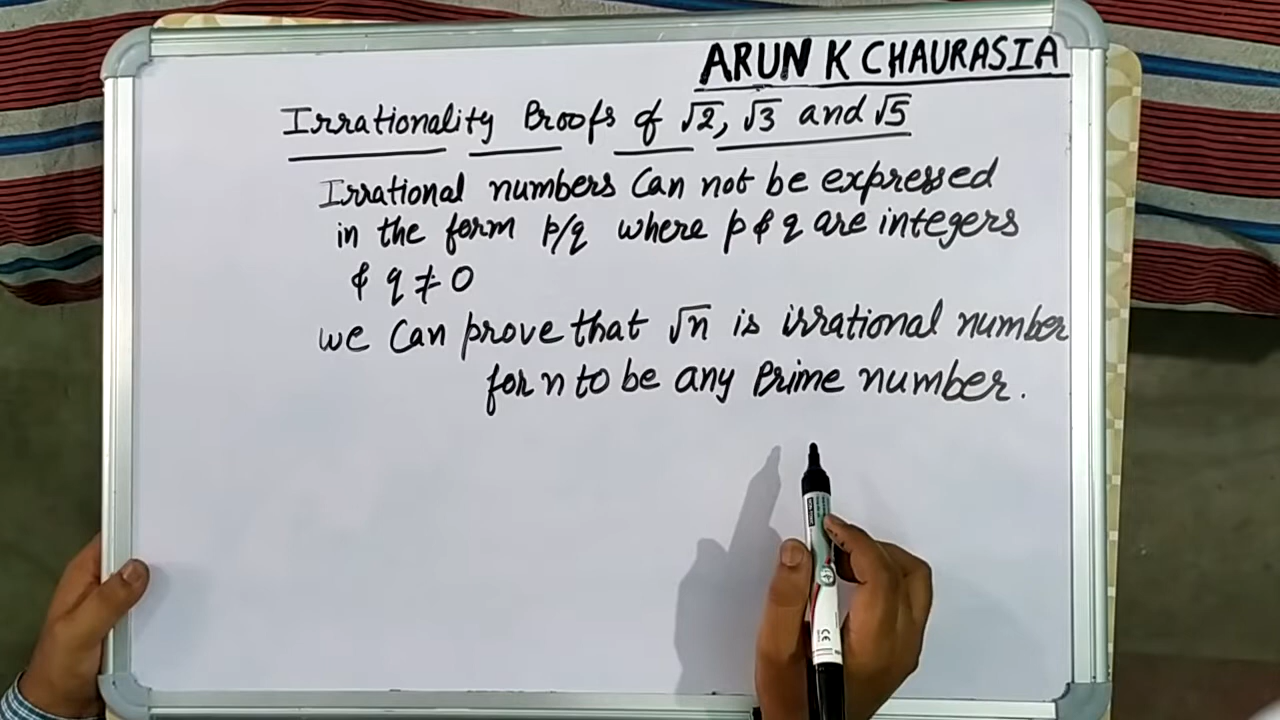 ARUN K CHAURASIA
Irrationality Proofs of √2, √3 and √5
Irrational numbers Can not be expressed
in the form p/q where p & q are integers
& q ≠ 0
we Can prove that √n is irrational number
for n to be any Prime number.
CE